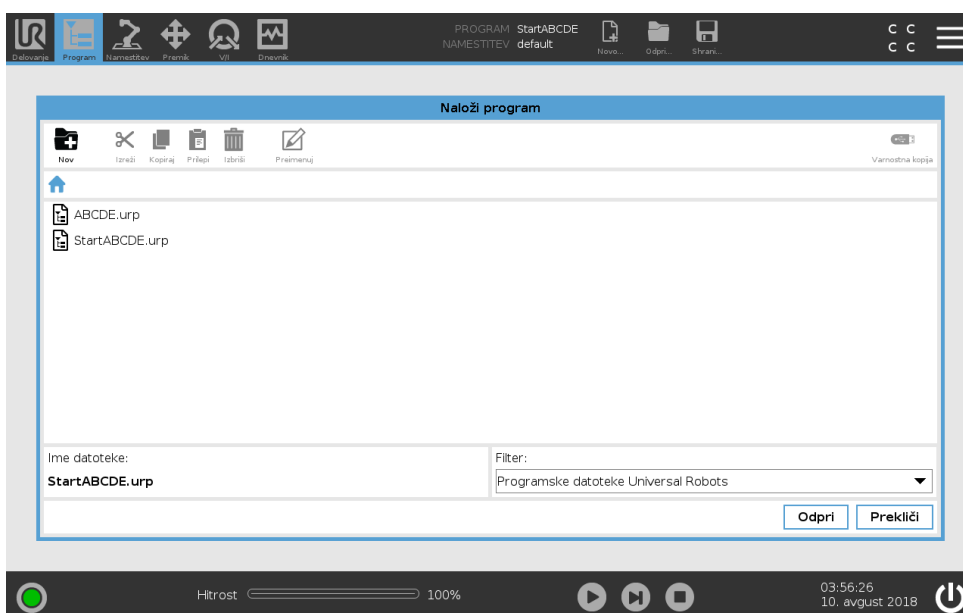 UR
PROGRAM StartABCDE
NAMESTITEV default
Delovanje Program Namestitev Premik V/I Dnevnik Novo... Odpri... Shrani...
C C
C C
Naloži program
Nov Izreži Kopiraj Prilepi Izbriši Preimenuj Varnostna kopija
ABCDE.urp
StartABCDE.urp
Ime datoteke:
StartABCDE.urp
Filter:
Programske datoteke Universal Robots
Odpri Prekliči
Hitrost 100%
03:56:26
10. avgust 2018